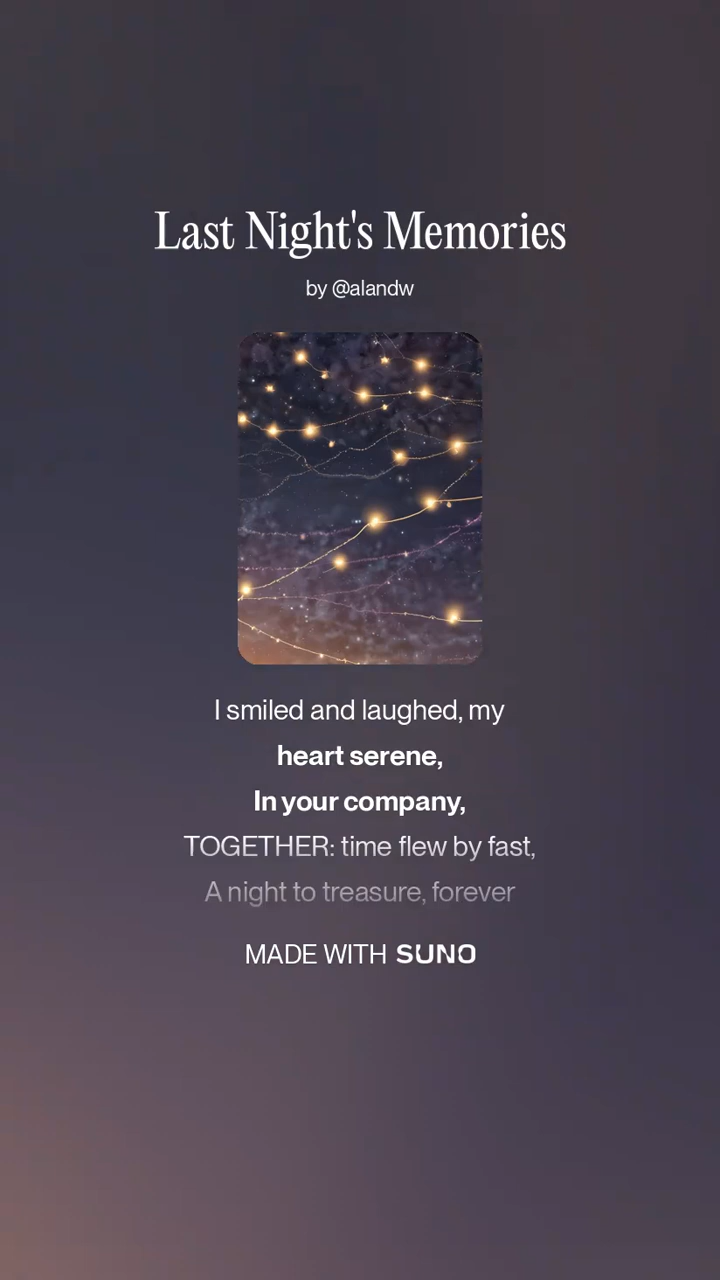 Last Night's Memories
by @alandw
I smiled and laughed, my
heart serene,
In your company,
TOGETHER: time flew by fast,
A night to treasure, forever
MADE WITH SUNO